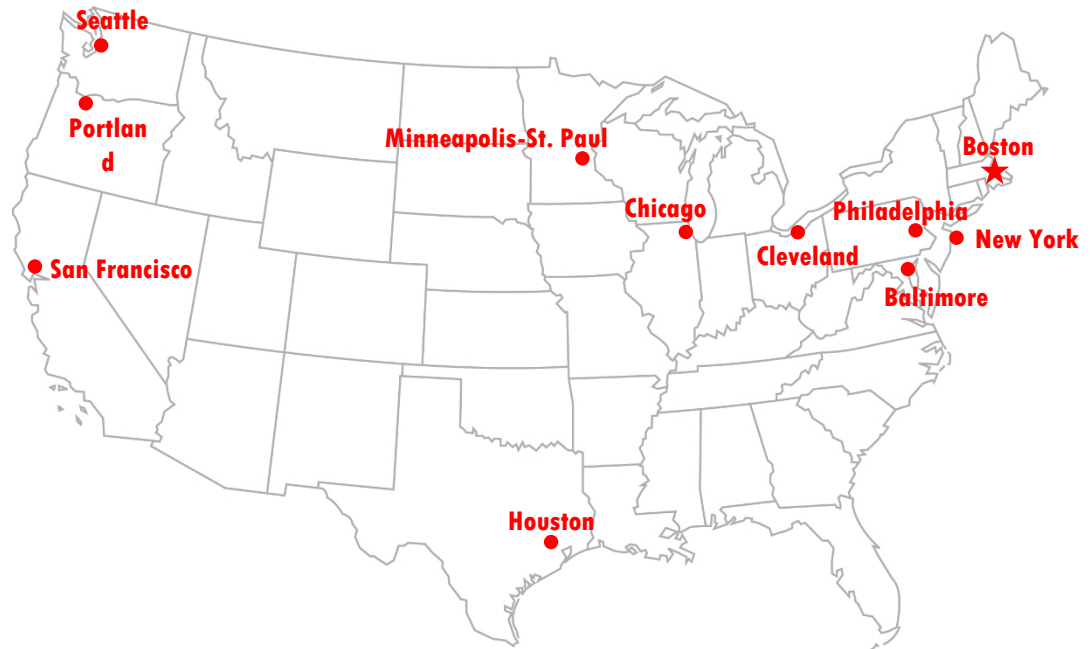 Seattle
Portlan
d
Minneapolis-St. Paul
Boston
Chicago
Philadelphia
New York
Cleveland
San Francisco
Baltimore
Houston